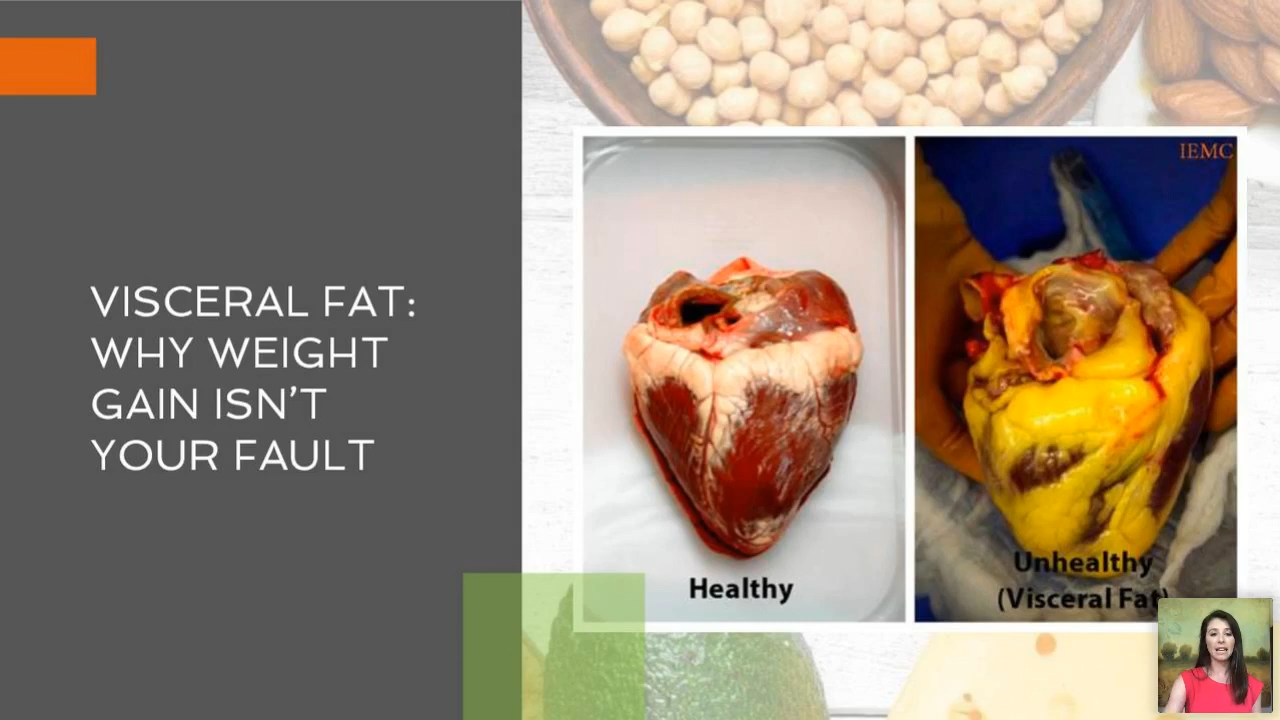 VISCERAL FAT:
WHY WEIGHT
GAIN ISN’T
YOUR FAULT
IEMC
Healthy
Unhealthy
(Visceral Fat)